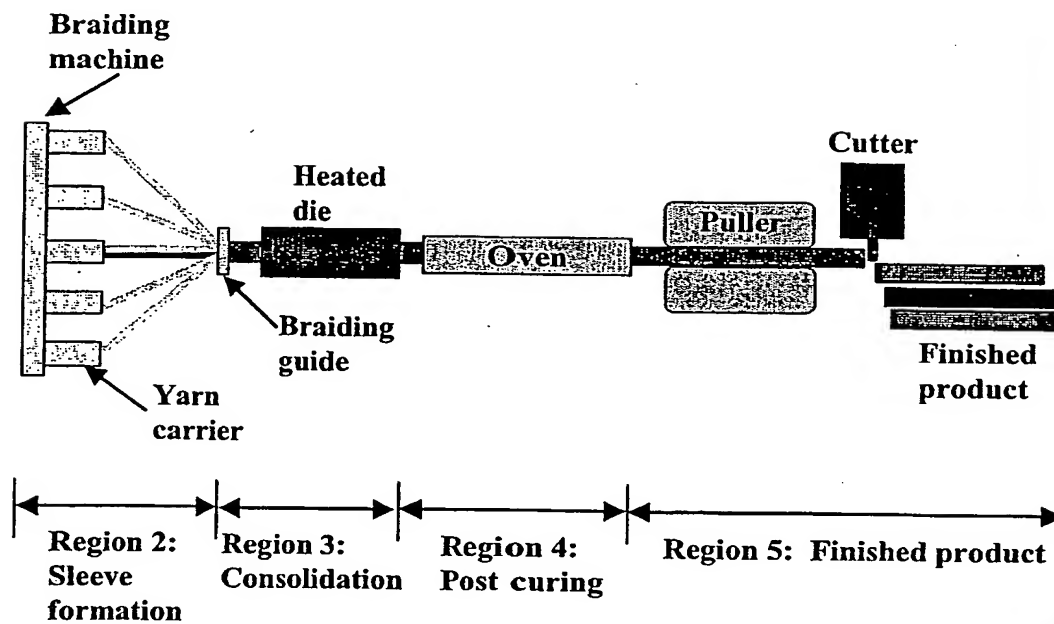 Braiding
machine
Cutter
Heated
die
Puller
Oven
Braiding
guide
Finished
product
Yarn
carrier
Region 2:
Sleeve
formation
Region 3:
Consolidation
Region 4:
Post curing
Region 5: Finished product